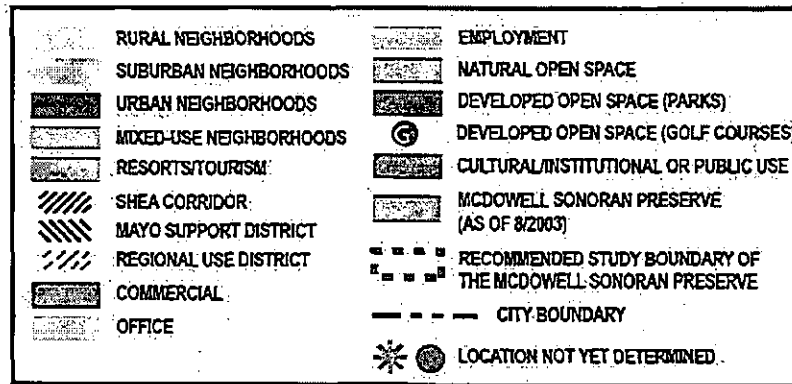 RURAL NEIGHBORHOODS
SUBURBAN NEIGHBORHOODS
URBAN NEIGHBORHOODS
MIXED-USE NEIGHBORHOODS
RESORTS/TOURISM
SHEA CORRIDOR
MAYO SUPPORT DISTRICT
REGIONAL USE DISTRICT
COMMERCIAL
OFFICE
EMPLOYMENT
NATURAL OPEN SPACE
DEVELOPED OPEN SPACE (PARKS)
G DEVELOPED OPEN SPACE (GOLF COURSES)
CULTURAL/INSTITUTIONAL OR PUBLIC USE
MCDOWELL SONORAN PRESERVE
(AS OF 8/2003)
RECOMMENDED STUDY BOUNDARY OF
THE MCDOWELL SONORAN PRESERVE
CITY BOUNDARY
LOCATION NOT YET DETERMINED